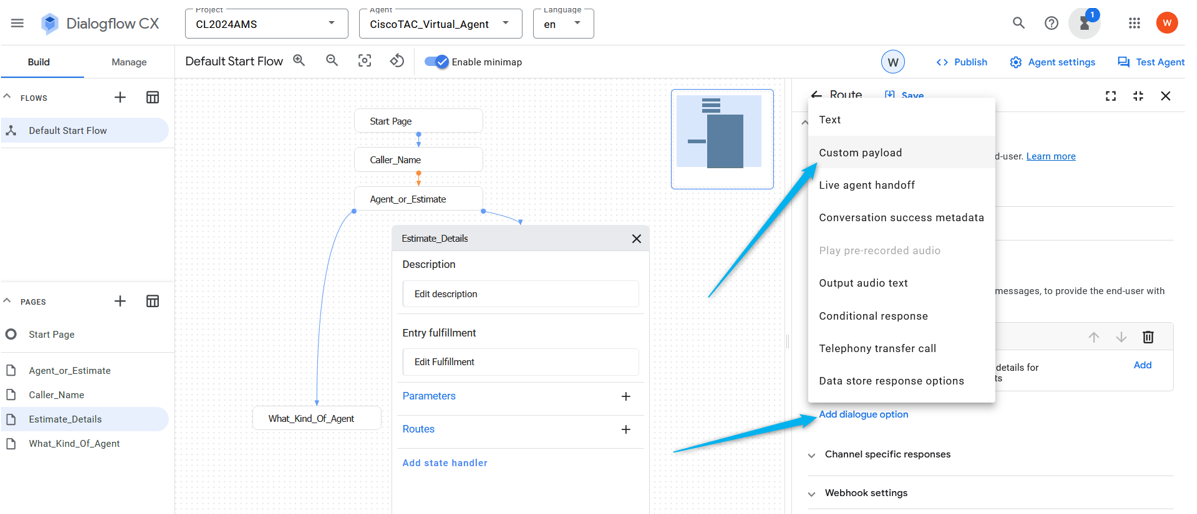 Project
Agent
Language
Dialogflow CX
CL2024AMS
CiscoTAC_Virtual_Agent
en
1
W
Build
Manage
Default Start Flow
Enable minimap
W
Publish
Agent settings
Test Agent
FLOWS
Default Start Flow
PAGES
Start Page
Agent_or_Estimate
Caller_Name
Estimate_Details
What_Kind_Of_Agent
Start Page
Caller_Name
Agent_or_Estimate
What_Kind_Of_Agent
Estimate_Details
Description
Edit description
Entry fulfillment
Edit Fulfillment
Parameters
Routes
Add state handler
Route
Save
Text
Custom payload
Live agent handoff
Conversation success metadata
Play pre-recorded audio
Output audio text
Conditional response
Telephony transfer call
Data store response options
d-user. Learn more
messages, to provide the end-user with
details for
ts
Add
Add dialogue option
Channel specific responses
Webhook settings